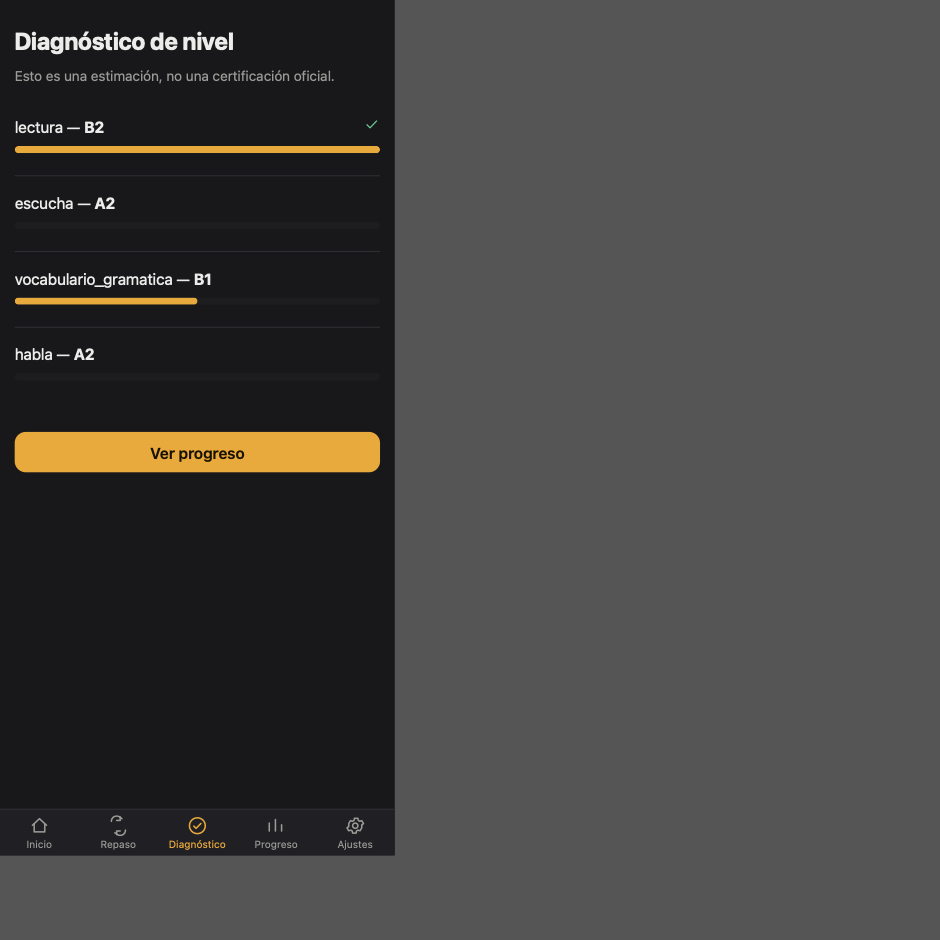 Diagnóstico de nivel
Esto es una estimación, no una certificación oficial.
lectura — B2
escucha — A2
vocabulario_gramatica — B1
habla — A2
Ver progreso
Inicio
Repaso
Diagnóstico
Progreso
Ajustes